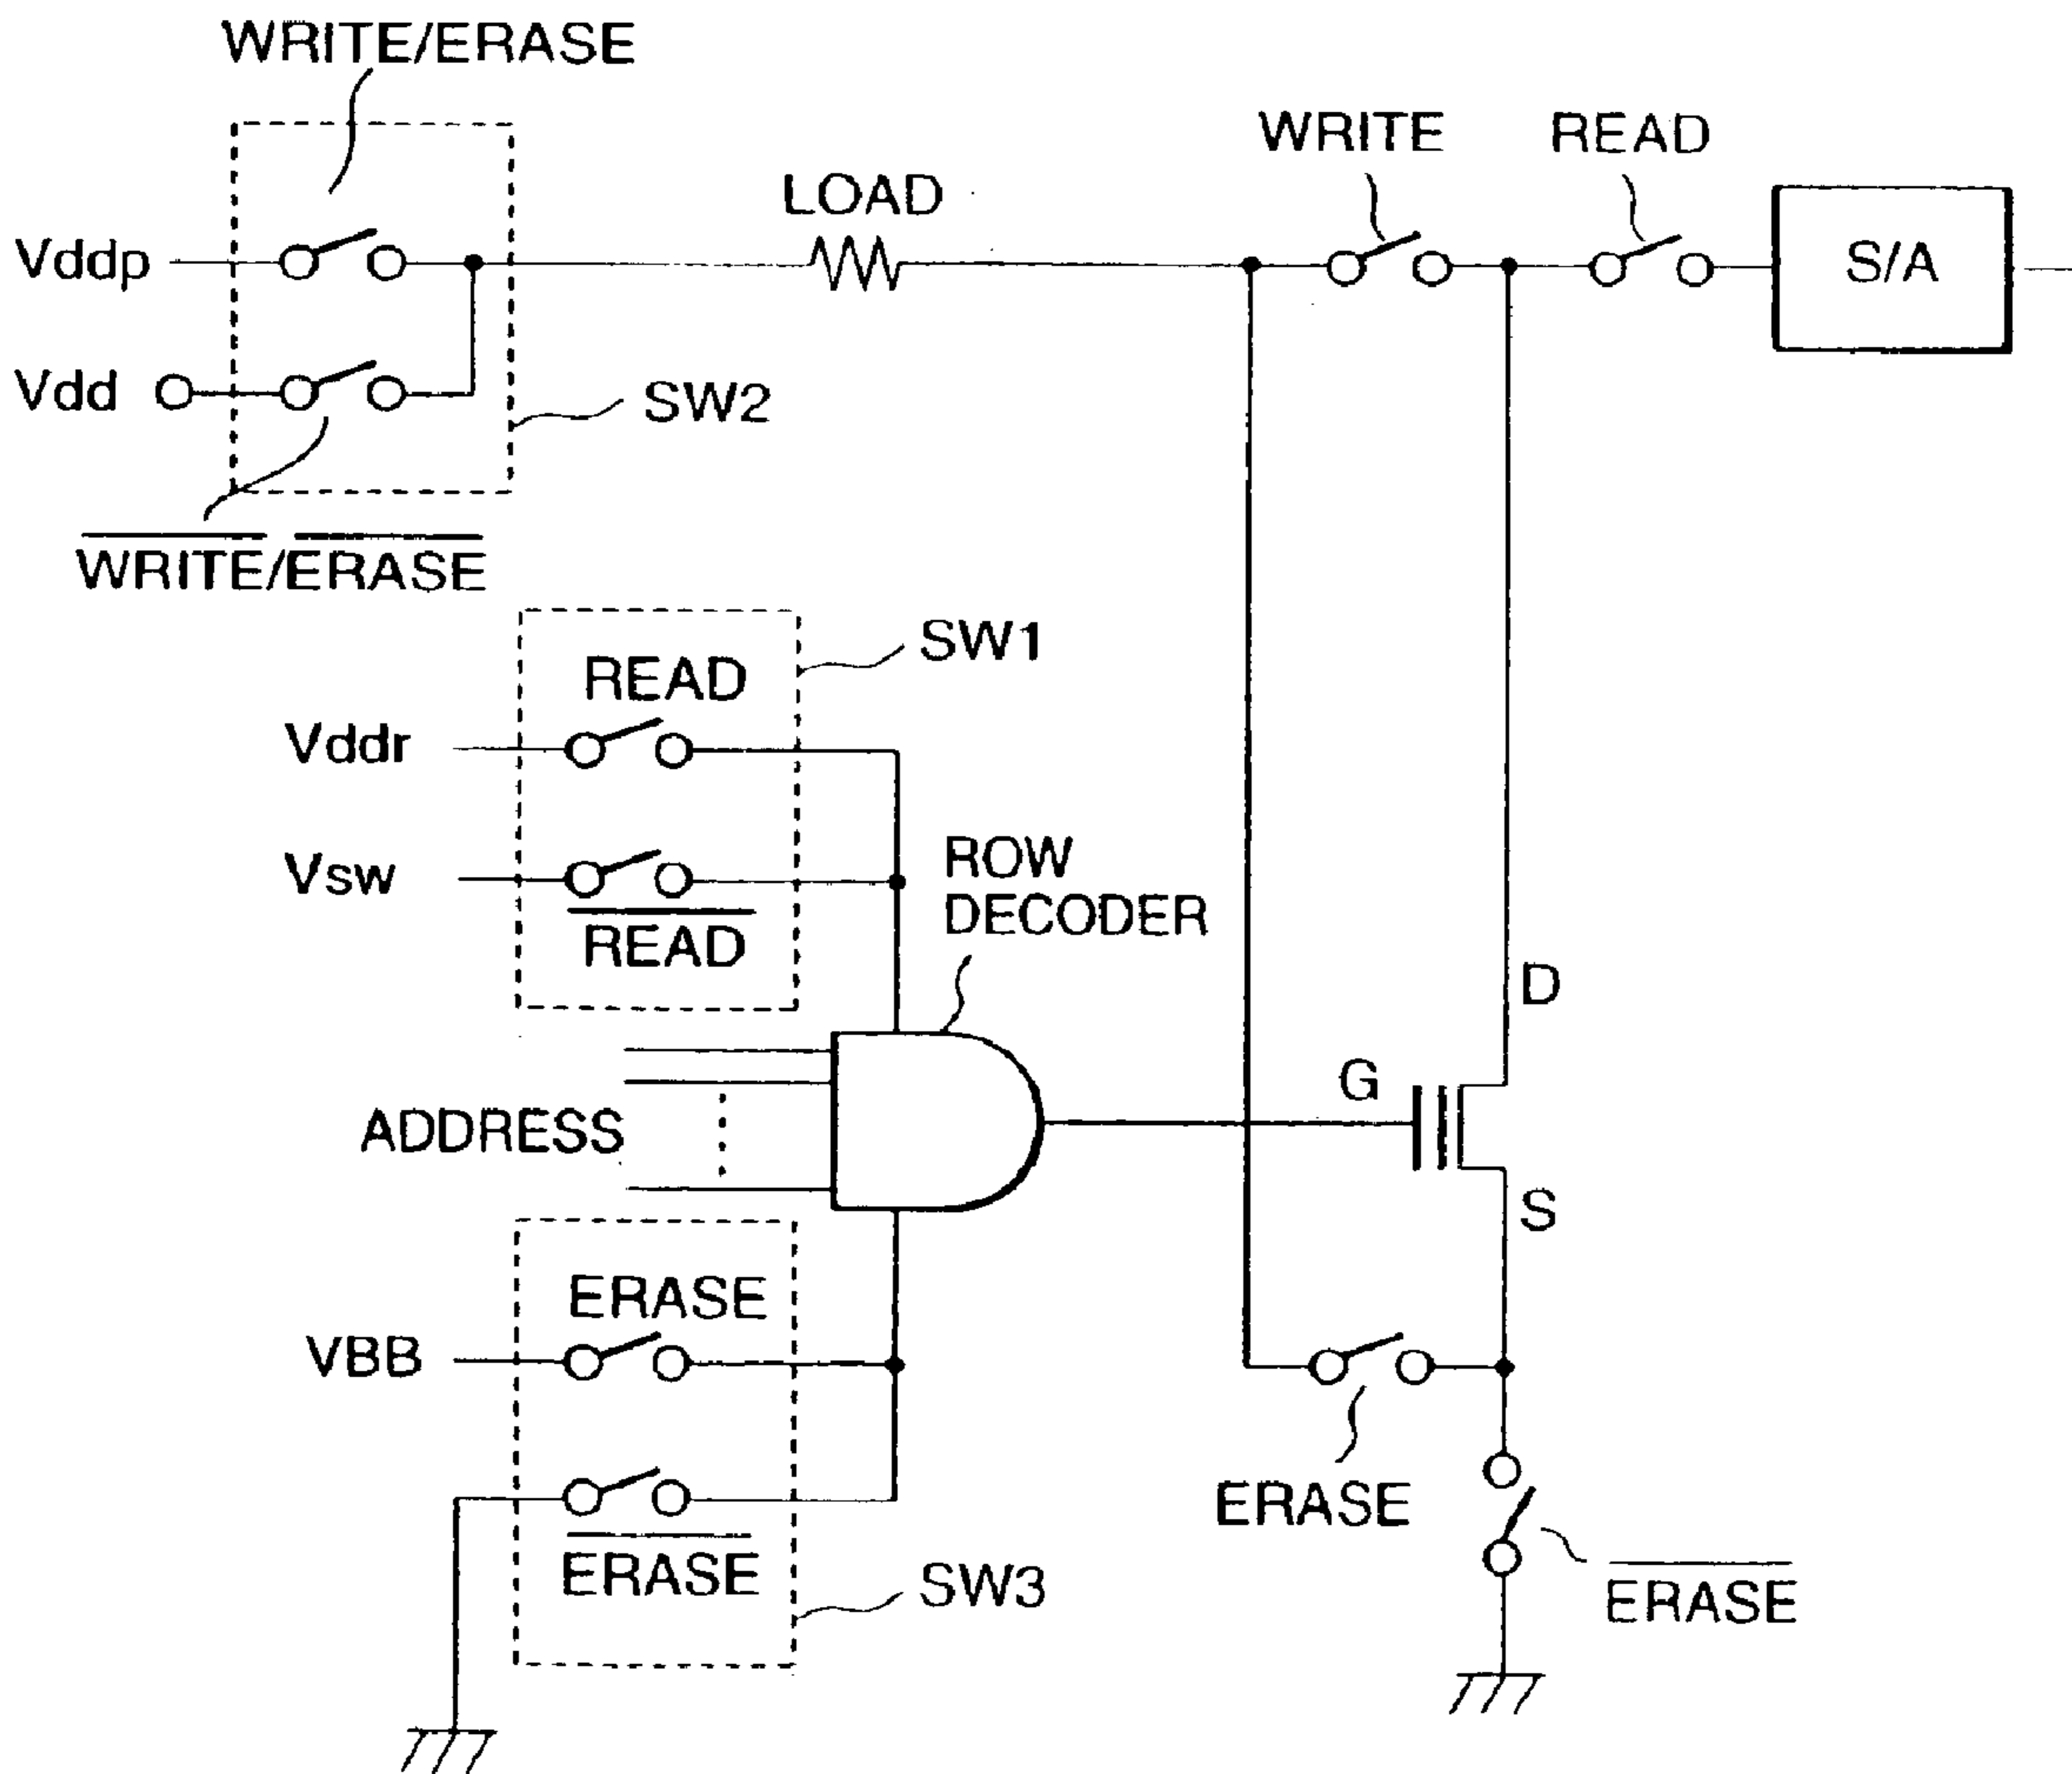 WRITE/ERASE
WRITE READ
LOAD
Vddp
S/A
Vdd
SW2
WRITE/ERASE
SW1
READ
Vddr
ROW
Vsw
DECODER
READ
D
G
ADDRESS
S
ERASE
VBB
ERASE
ERASE
SW3
ERASE